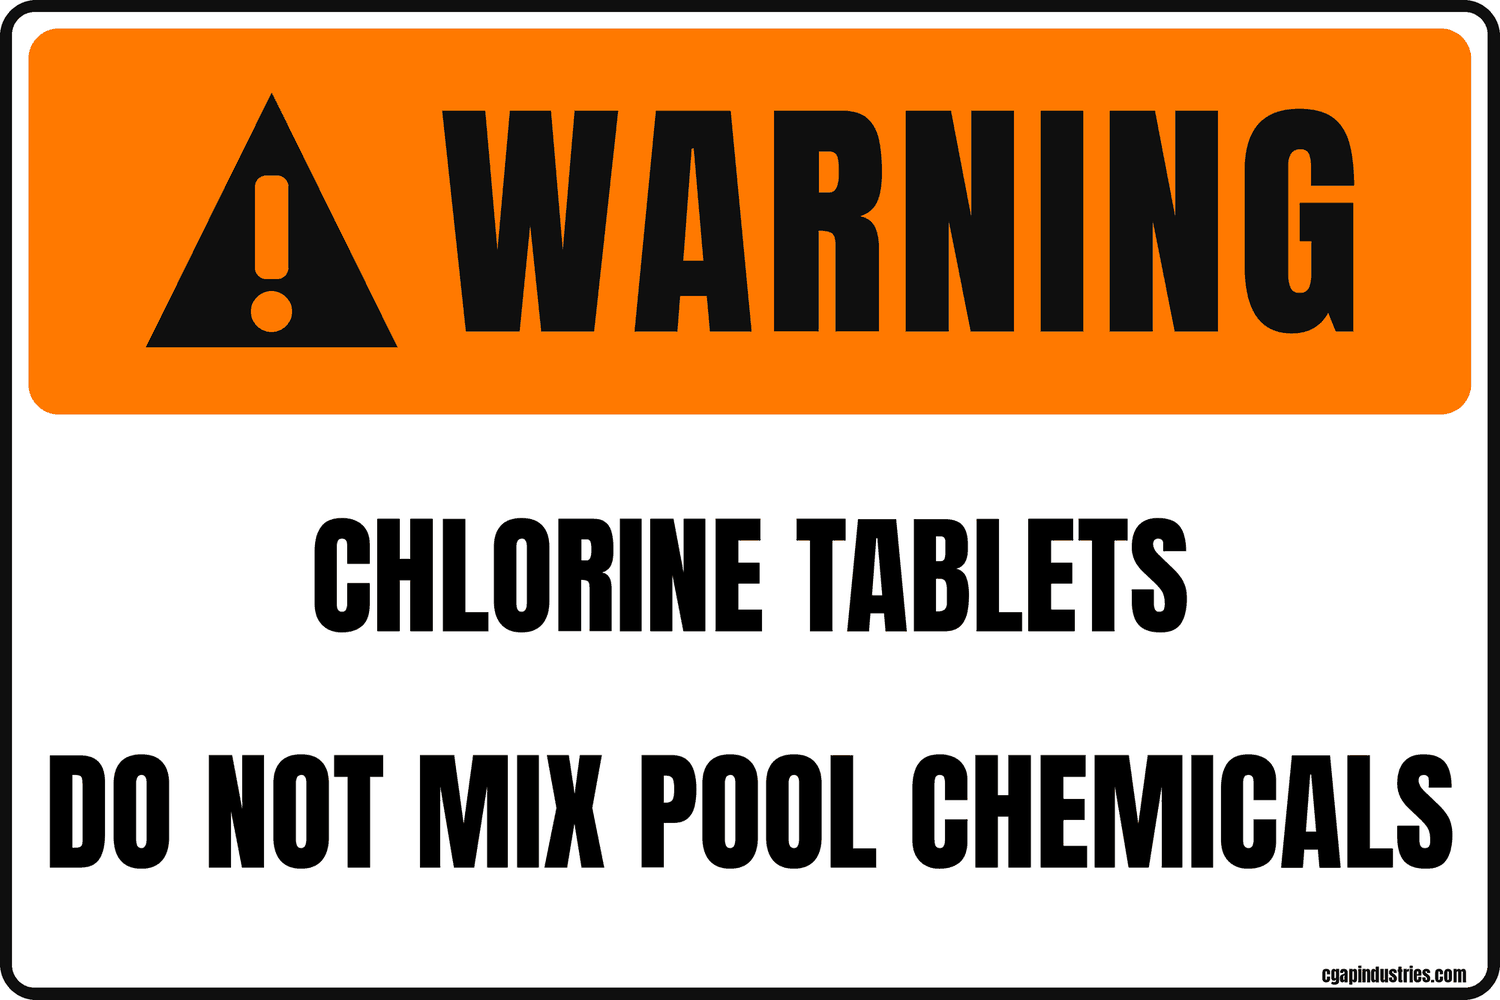 WARNING
CHLORINE TABLETS
DO NOT MIX POOL CHEMICALS
cgapindustries.com